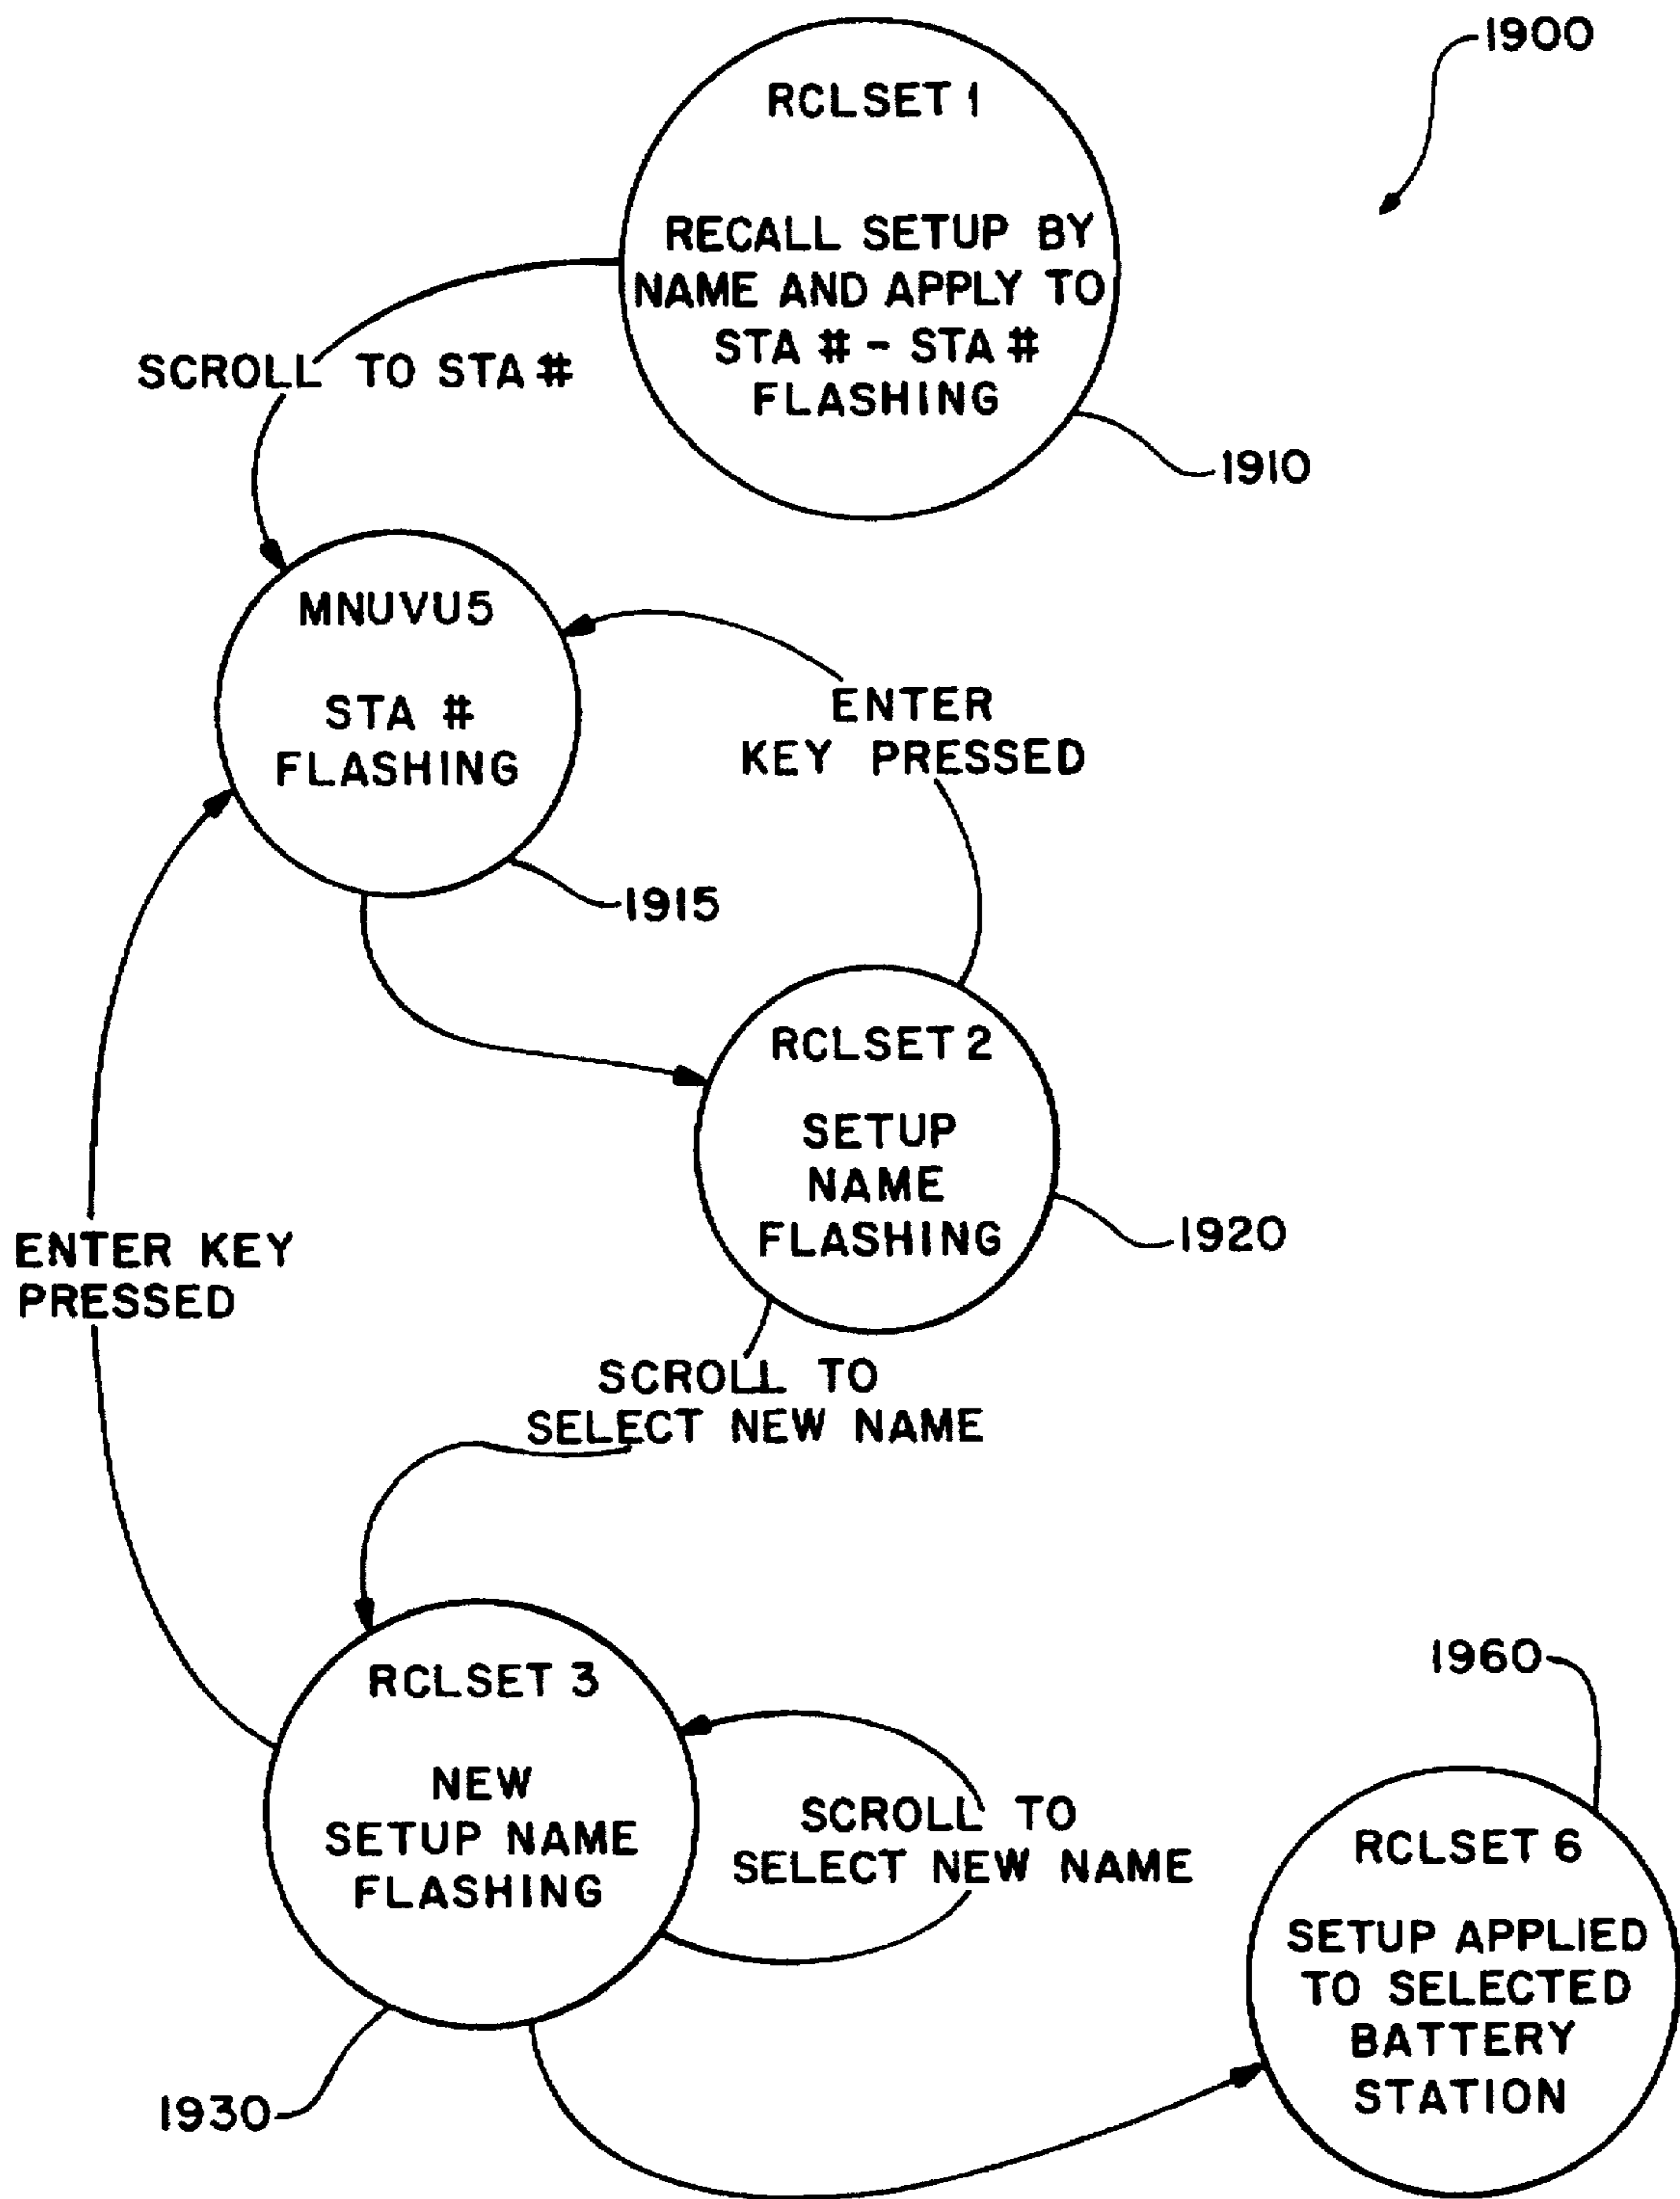 1900
RCLSET 1
RECALL SETUP BY
NAME AND APPLY TO
STA # - STA #
FLASHING
1910
SCROLL TO STA #
MNUVU5
STA #
FLASHING
1915
ENTER
KEY PRESSED
RCLSET 2
SETUP
NAME
FLASHING
1920
ENTER KEY
PRESSED
SCROLL TO
SELECT NEW NAME
RCLSET 3
NEW
SETUP NAME
FLASHING
1930
SCROLL TO
SELECT NEW NAME
1960
RCLSET 6
SETUP APPLIED
TO SELECTED
BATTERY
STATION